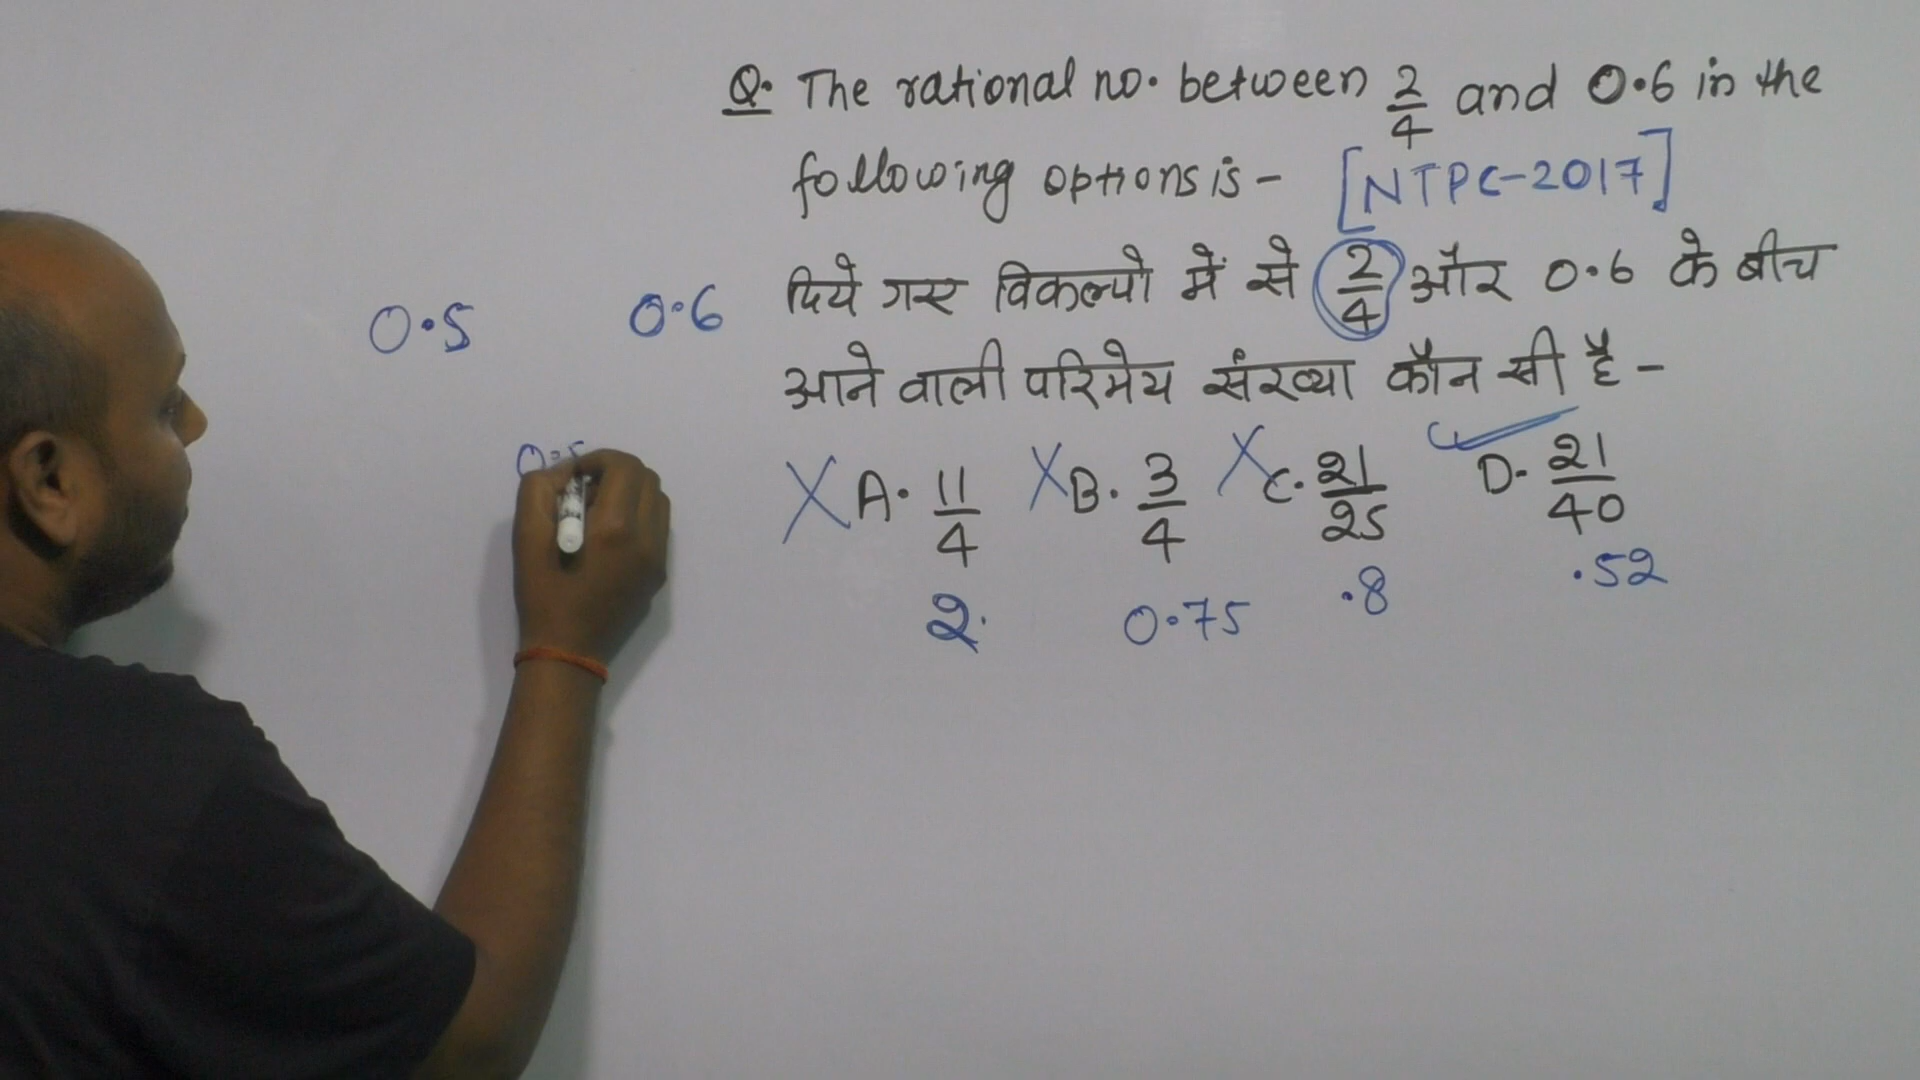 Q. The rational no. between 2/4 and 0.6 in the
following options is - [NTPC-2017]
दिये गए विकल्पो में से 2/4 और 0.6 के बीच
आने वाली परिमेय संख्या कौन सी है -
0.5 0.6
X A. 11/4 X B. 3/4 X C. 21/25 ✓ D. 21/40
2. 0.75 .8 .52